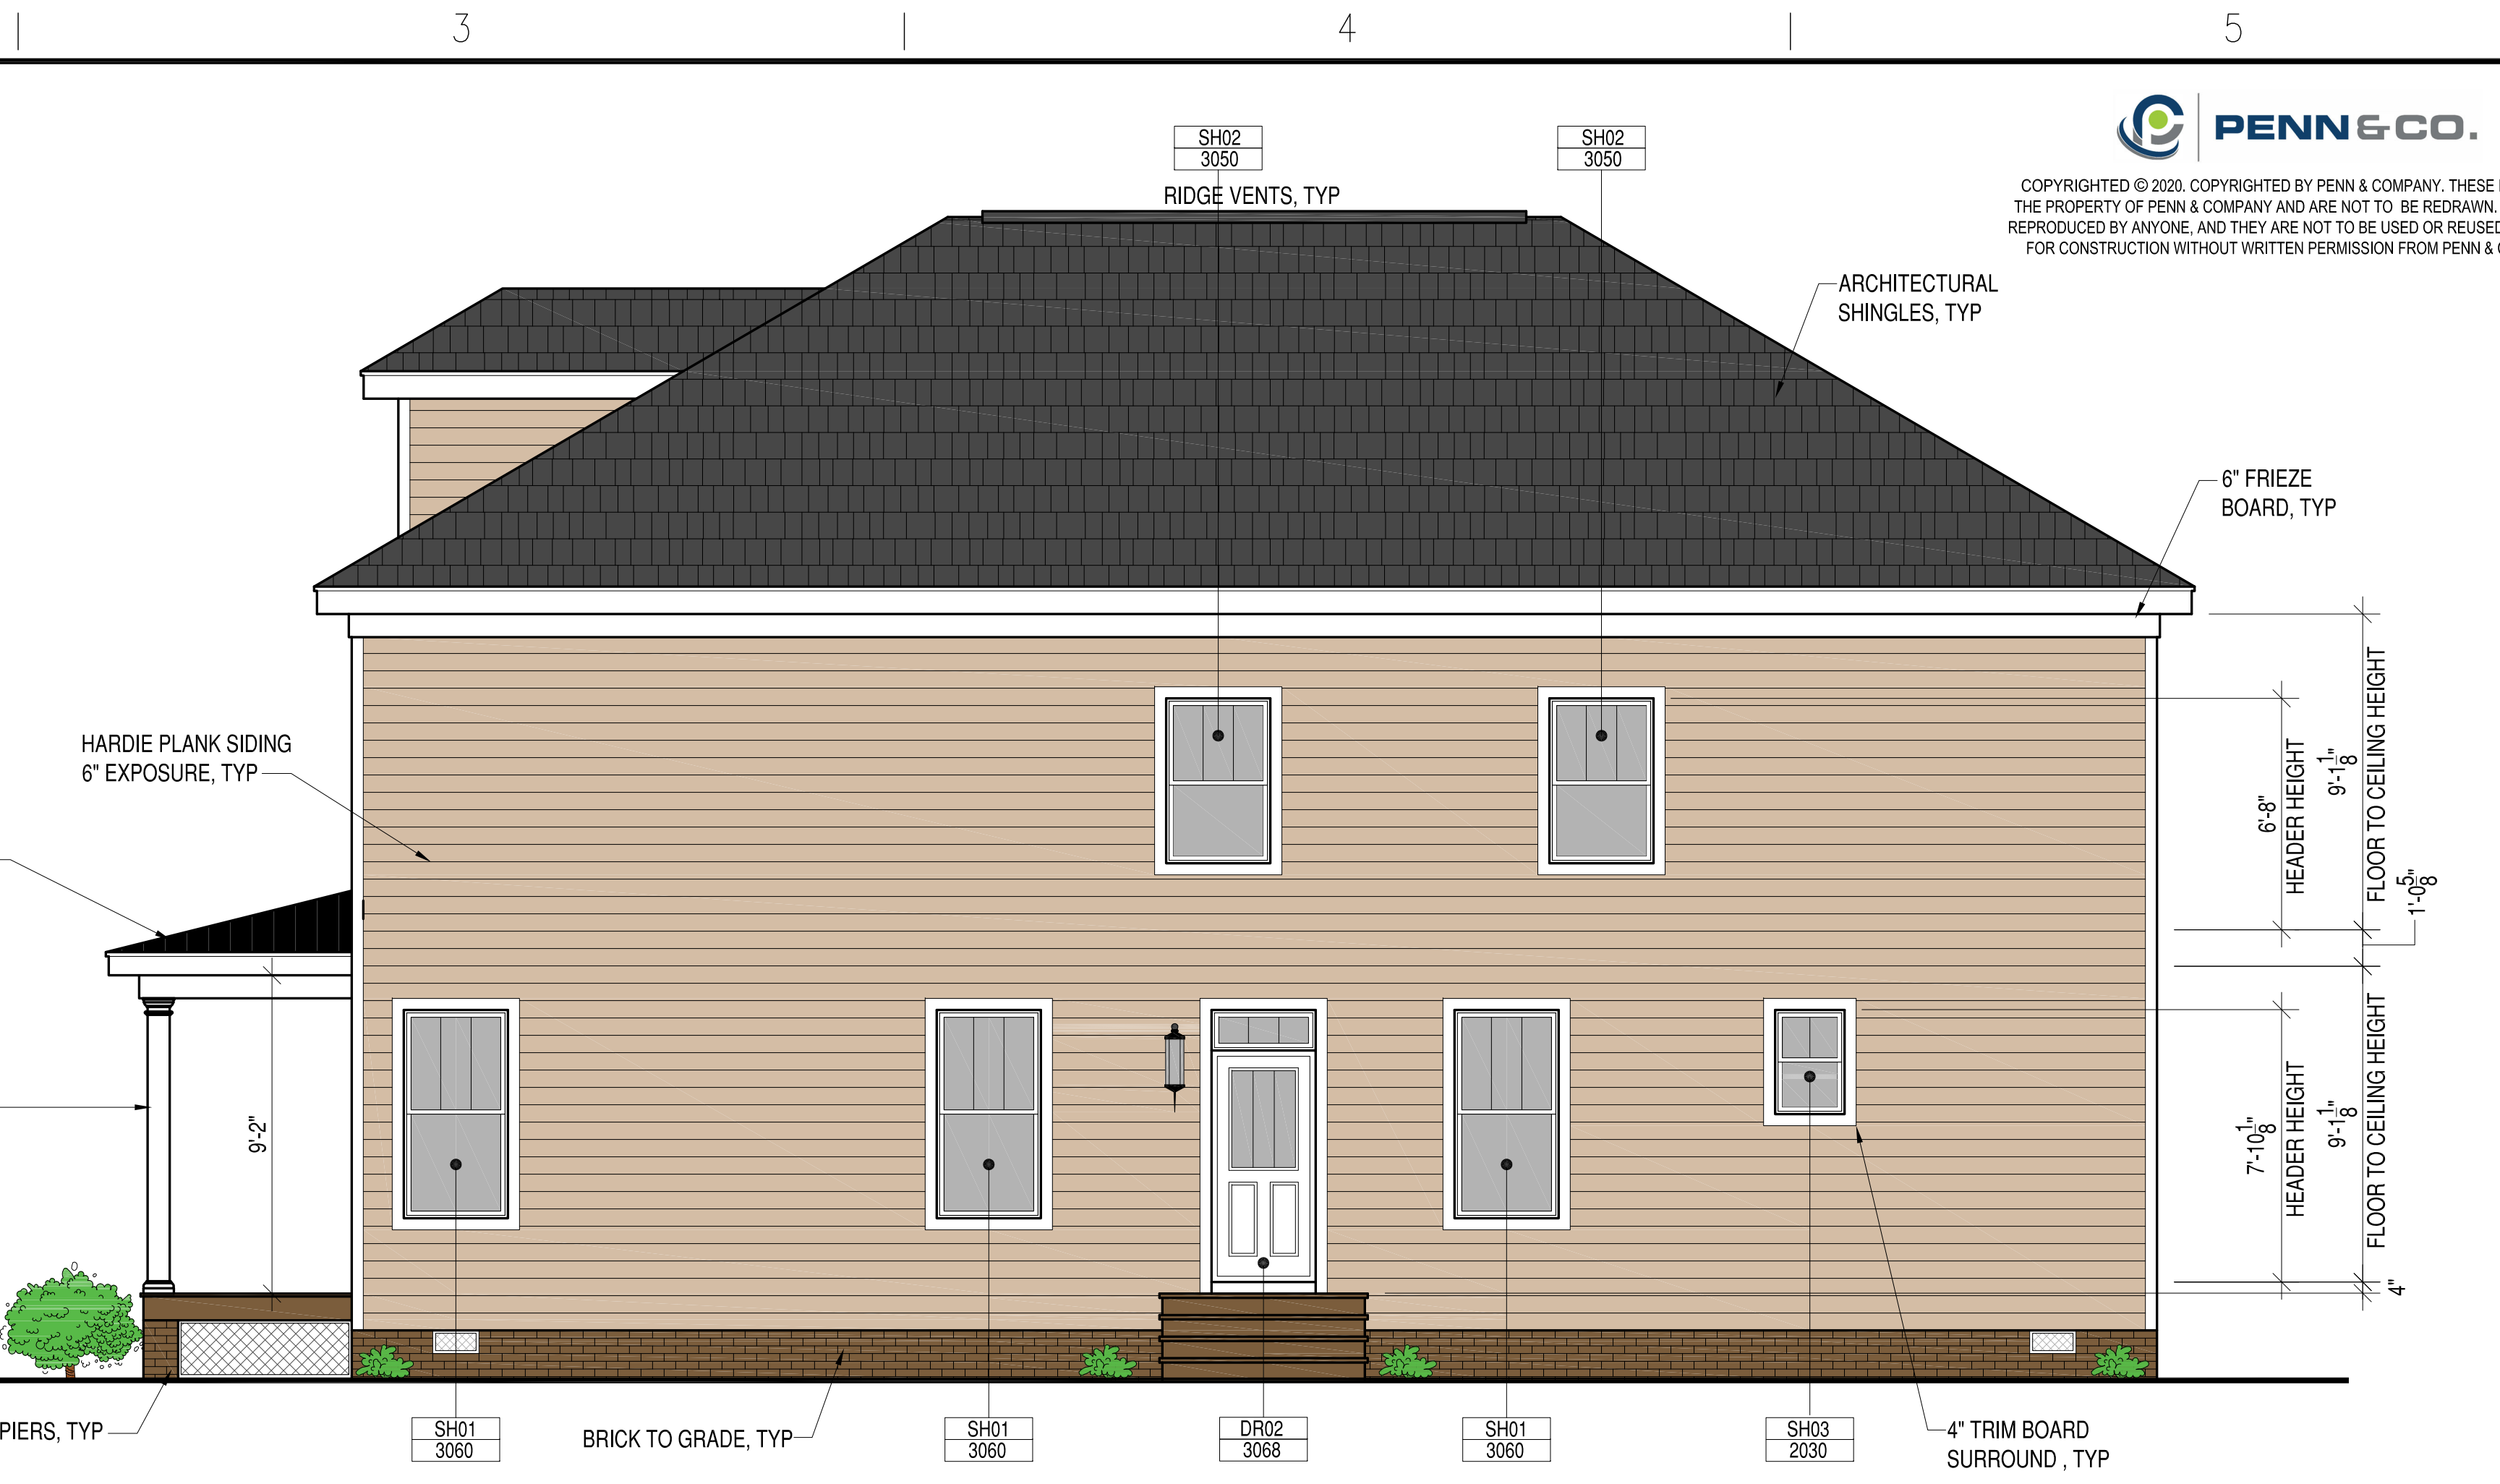 3
4
5
PENN & CO.
COPYRIGHTED © 2020. COPYRIGHTED BY PENN & COMPANY. THESE
THE PROPERTY OF PENN & COMPANY AND ARE NOT TO BE REDRAWN.
REPRODUCED BY ANYONE, AND THEY ARE NOT TO BE USED OR REUSED
FOR CONSTRUCTION WITHOUT WRITTEN PERMISSION FROM PENN &
SH02
3050
SH02
3050
RIDGE VENTS, TYP
ARCHITECTURAL
SHINGLES, TYP
6" FRIEZE
BOARD, TYP
HARDIE PLANK SIDING
6" EXPOSURE, TYP
6'-8"
HEADER HEIGHT
9'-1 1/8"
FLOOR TO CEILING HEIGHT
1'-0 5/8"
9'-2"
7'-10 1/8"
HEADER HEIGHT
9'-1 1/8"
FLOOR TO CEILING HEIGHT
4"
PIERS, TYP
SH01
3060
BRICK TO GRADE, TYP
SH01
3060
DR02
3068
SH01
3060
SH03
2030
4" TRIM BOARD
SURROUND , TYP